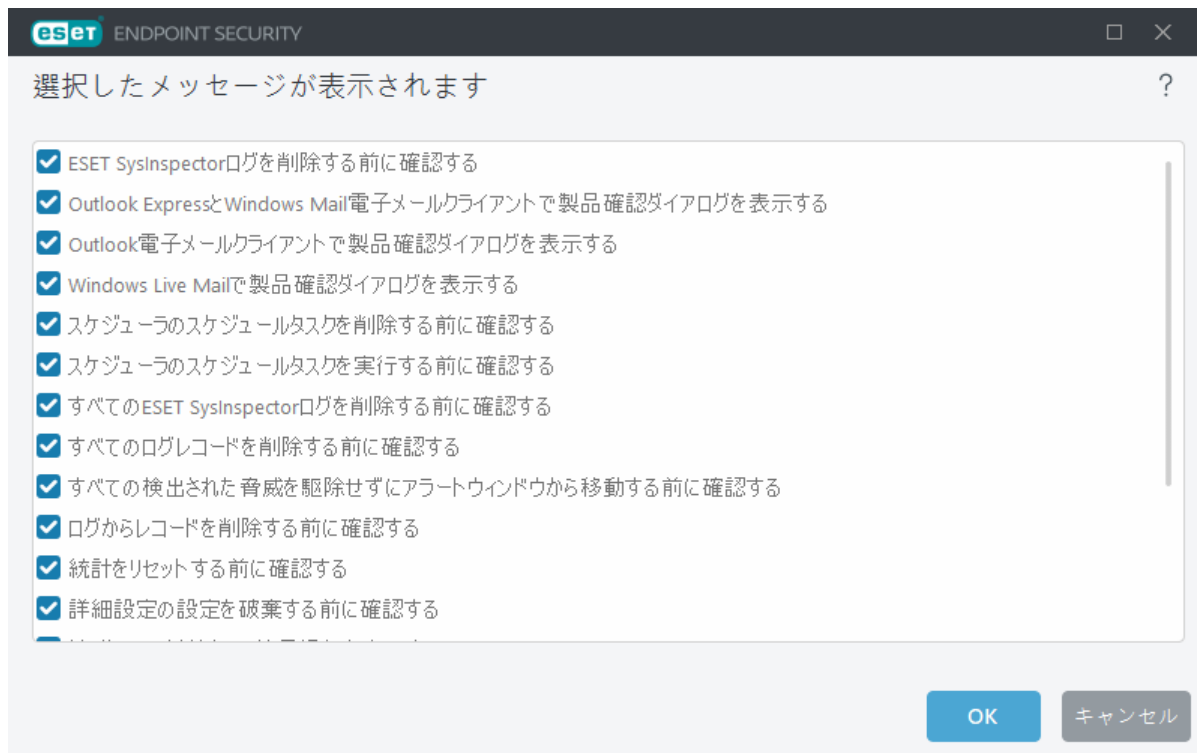 eset ENDPOINT SECURITY
選択したメッセージが表示されます
?
ESET SysInspectorログを削除する前に確認する
Outlook ExpressとWindows Mail電子メールクライアントで製品確認ダイアログを表示する
Outlook電子メールクライアントで製品確認ダイアログを表示する
Windows Live Mailで製品確認ダイアログを表示する
スケジューラのスケジュールタスクを削除する前に確認する
スケジューラのスケジュールタスクを実行する前に確認する
すべてのESET SysInspectorログを削除する前に確認する
すべてのログレコードを削除する前に確認する
すべての検出された脅威を駆除せずにアラートウィンドウから移動する前に確認する
ログからレコードを削除する前に確認する
統計をリセットする前に確認する
詳細設定の設定を破棄する前に確認する
OK キャンセル